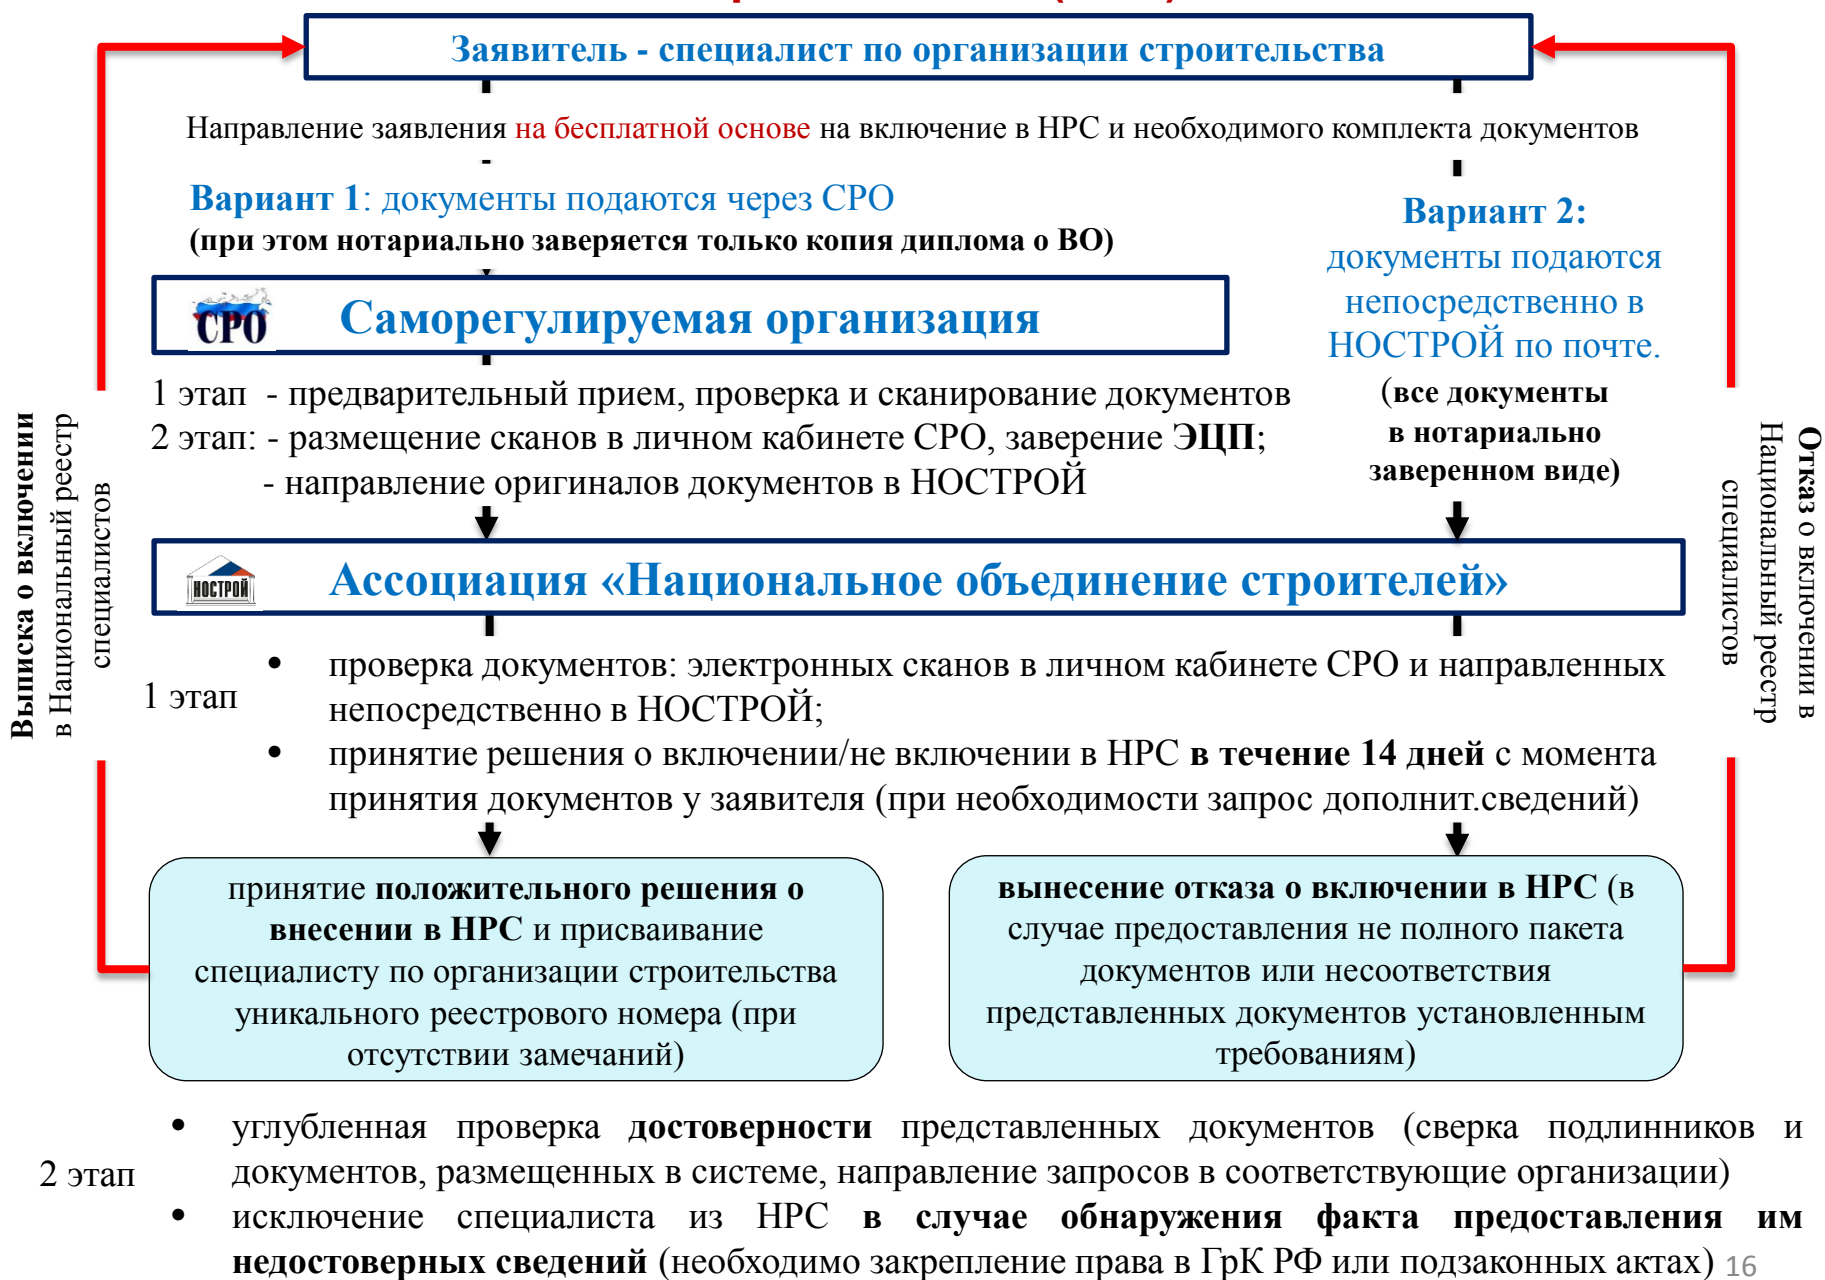 Заявитель - специалист по организации строительства
Направление заявления на бесплатной основе на включение в НРС и необходимого комплекта документов
Вариант 1: документы подаются через СРО
(при этом нотариально заверяется только копия диплома о ВО)
Вариант 2:
документы подаются
непосредственно в
НОСТРОЙ по почте.
(все документы
в нотариально
заверенном виде)
СРО
Саморегулируемая организация
1 этап - предварительный прием, проверка и сканирование документов
2 этап: - размещение сканов в личном кабинете СРО, заверение ЭЦП;
- направление оригиналов документов в НОСТРОЙ
Выписка о включении
в Национальный реестр
специалистов
Отказ о включении в
Национальный реестр
специалистов
НОСТРОЙ
Ассоциация «Национальное объединение строителей»
1 этап
• проверка документов: электронных сканов в личном кабинете СРО и направленных
непосредственно в НОСТРОЙ;
• принятие решения о включении/не включении в НРС в течение 14 дней с момента
принятия документов у заявителя (при необходимости запрос дополнит.сведений)
принятие положительного решения о
внесении в НРС и присваивание
специалисту по организации строительства
уникального реестрового номера (при
отсутствии замечаний)
вынесение отказа о включении в НРС (в
случае предоставления не полного пакета
документов или несоответствия
представленных документов установленным
требованиям)
2 этап
• углубленная проверка достоверности представленных документов (сверка подлинников и
документов, размещенных в системе, направление запросов в соответствующие организации)
• исключение специалиста из НРС в случае обнаружения факта предоставления им
недостоверных сведений (необходимо закрепление права в ГрК РФ или подзаконных актах)
16